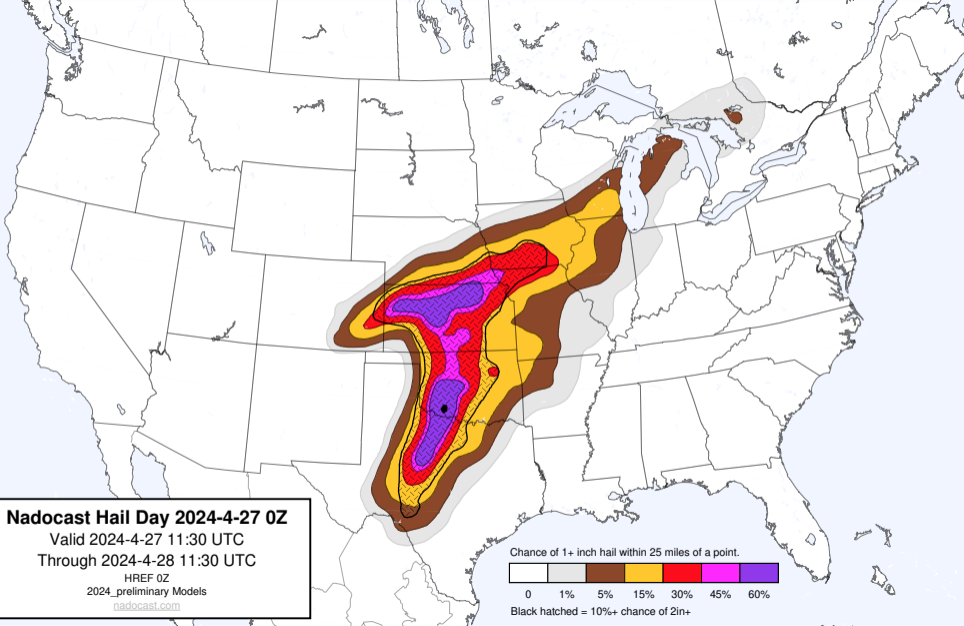 Nadocast Hail Day 2024-4-27 0Z
Valid 2024-4-27 11:30 UTC
Through 2024-4-28 11:30 UTC
HREF 0Z
2024_preliminary Models
nadocast.com
Chance of 1+ inch hail within 25 miles of a point.
0 1% 5% 15% 30% 45% 60%
Black hatched = 10%+ chance of 2in+